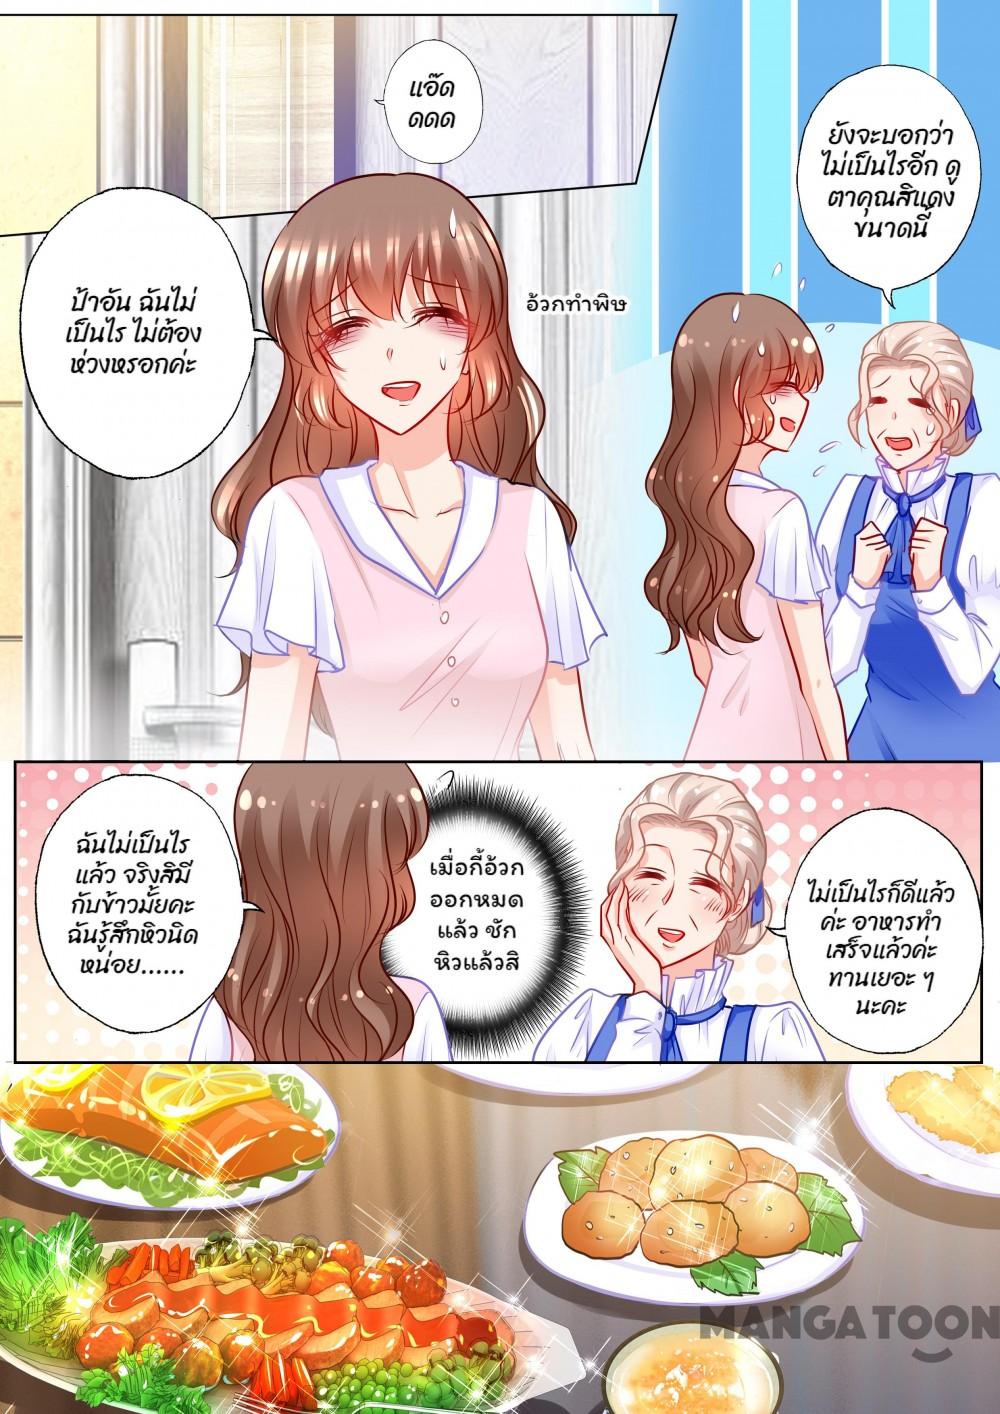 แอ๊ด
ดดด
ยังจะบอกว่า
ไม่เป็นไรอีก ดู
ตาคุณสิแดง
ขนาดนี้
ป้าอัน ฉันไม่
เป็นไร ไม่ต้อง
ห่วงหรอกค่ะ
อ้วกทำพิษ
ฉันไม่เป็นไร
แล้ว จริงสิมี
กับข้าวมั้ยคะ
ฉันรู้สึกหิวนิด
หน่อย......
เมื่อกี้อ้วก
ออกหมด
แล้ว ชัก
หิวแล้วสิ
ไม่เป็นไรก็ดีแล้ว
ค่ะ อาหารทำ
เสร็จแล้วค่ะ
ทานเยอะ ๆ
นะคะ
MANGATOON